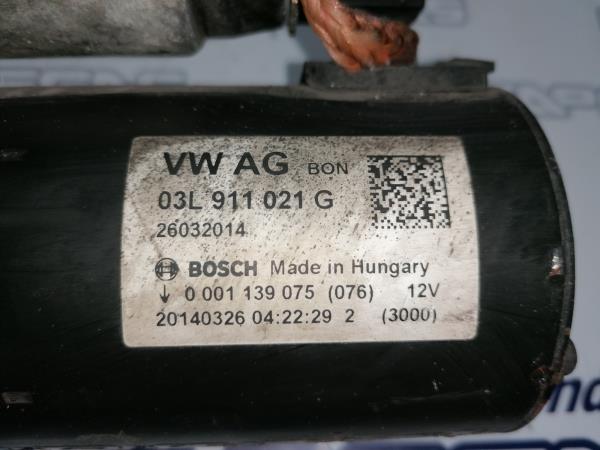 VW AG BON
03L 911 021 G
26032014
BOSCH Made in Hungary
↓ 0 001 139 075 (076) 12V
20140326 04:22:29 2 (3000)